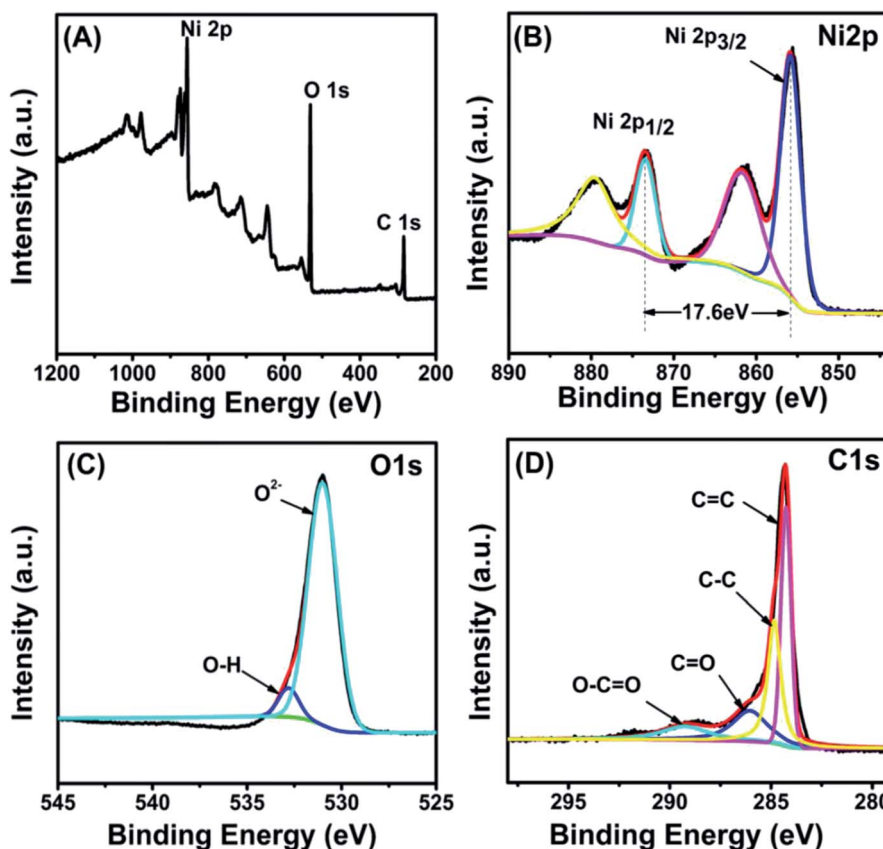 (A)
Ni 2p
O 1s
C 1s
Intensity (a.u.)
1200 1000 800 600 400 200
Binding Energy (eV)
(B)
Ni2p
Ni 2p3/2
Ni 2p1/2
17.6eV
Intensity (a.u.)
890 880 870 860 850
Binding Energy (eV)
(C)
O1s
O2-
O-H
Intensity (a.u.)
545 540 535 530 525
Binding Energy (eV)
(D)
C1s
C=C
C-C
C=O
O-C=O
Intensity (a.u.)
295 290 285 280
Binding Energy (eV)